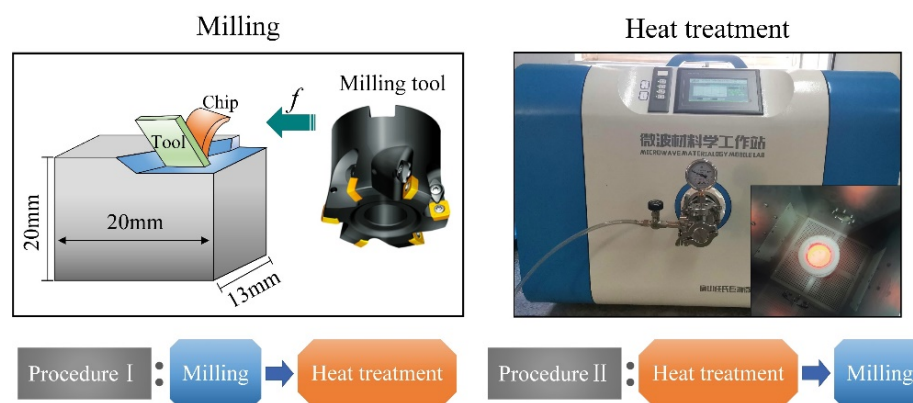 Milling
Heat treatment
Chip
Tool
f
Milling tool
20mm
20mm
13mm
微波材料学工作站
MICROWAVE MATERIALOGY MUSCLE LAB
Procedure Ⅰ : Milling Heat treatment
Procedure Ⅱ : Heat treatment Milling